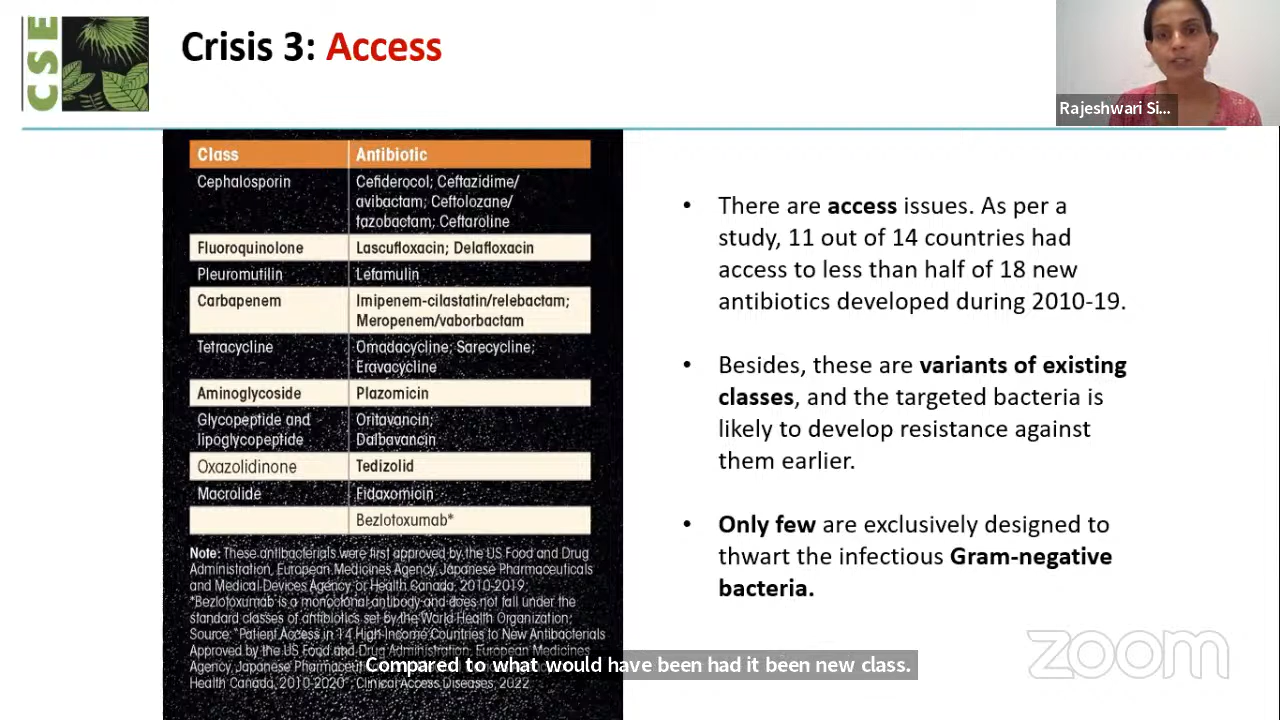 CSE
Crisis 3: Access
Rajeshwari Si...
Class Antibiotic
Cephalosporin Cefiderocol; Ceftazidime/
avibactam; Ceftolozane/
tazobactam; Ceftaroline
Fluoroquinolone Lascufloxacin; Delafloxacin
Pleuromutilin Lefamulin
Carbapenem Imipenem-cilastatin/relebactam;
Meropenem/vaborbactam
Tetracycline Omadacycline; Sarecycline;
Eravacycline
Aminoglycoside Plazomicin
Glycopeptide and Oritavancin;
lipoglycopeptide Dalbavancin
Oxazolidinone Tedizolid
Macrolide Fidaxomicin
Bezlotoxumab*
Note: These antibacterials were first approved by the US Food and Drug
Administration, European Medicines Agency, Japanese Pharmaceuticals
and Medical Devices Agency, or Health Canada, 2010-2019;
*Bezlotoxumab is a monoclonal antibody and does not fall under the
standard classes of antibiotics set by the World Health Organization;
Source: "Patient Access in 14 High-Income Countries to New Antibacterials
Approved by the US Food and Drug Administration, European Medicines
Agency, Japanese Pharmaceut
Health Canada, 2010-2020", Clinical Access Diseases, 2022
• There are access issues. As per a
study, 11 out of 14 countries had
access to less than half of 18 new
antibiotics developed during 2010-19.
• Besides, these are variants of existing
classes, and the targeted bacteria is
likely to develop resistance against
them earlier.
• Only few are exclusively designed to
thwart the infectious Gram-negative
bacteria.
Compared to what would have been had it been new class.
zoom